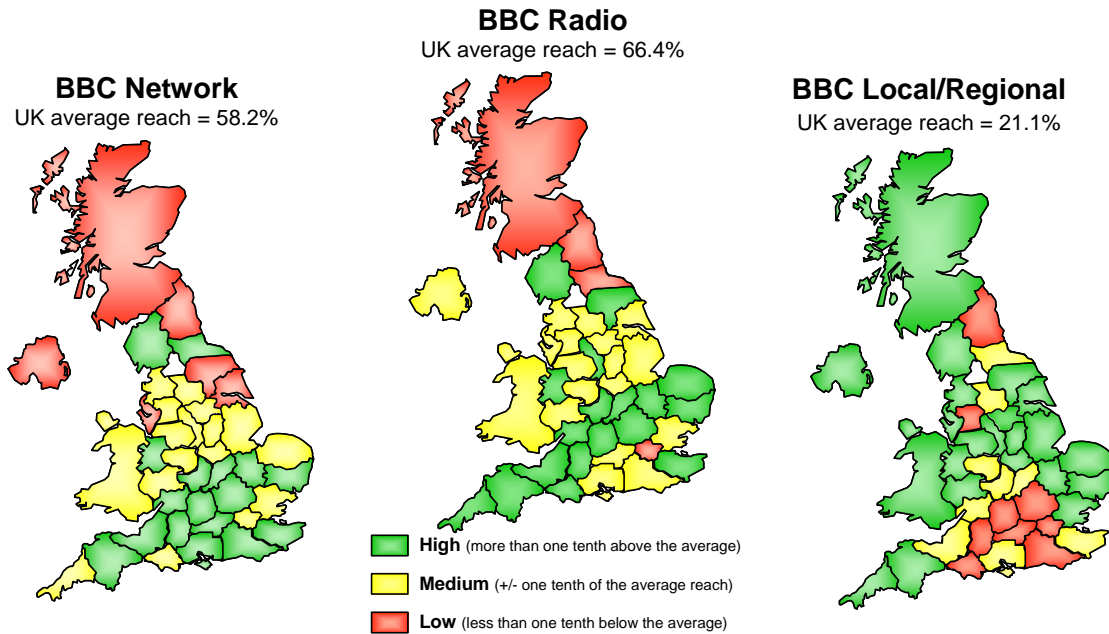 BBC Radio
UK average reach = 66.4%
BBC Network
UK average reach = 58.2%
BBC Local/Regional
UK average reach = 21.1%
High (more than one tenth above the average)
Medium (+/- one tenth of the average reach)
Low (less than one tenth below the average)